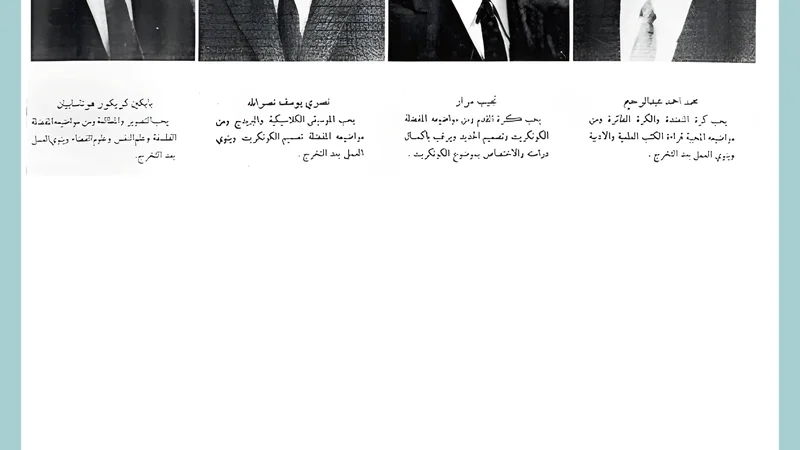 محمد احمد عبدالرحيم
يحب كرة المنضدة والكرة الطائرة ومن
مواضيعه المحببة قراءة الكتب العلمية والادبية
وينوي العمل بعد التخرج .
نجيب مراد
يحب كرة القدم ومن مواضيعه المفضلة
الكونكريت وتصميم الحديد ويرغب باكمال
دراسته والاختصاص بموضوع الكونكريت .
نصري يوسف نصرالله
يحب الموسيقى الكلاسيكية والبريدج ومن
مواضيعه المفضلة تصميم الكونكريت وينوي
العمل بعد التخرج .
بابكين كريكور
يحب التصوير والمطالعة ومن مواضيعه المفضلة
الفلسفة وعلم النفس وعلوم الفضاء وينوي العمل
بعد التخرج .